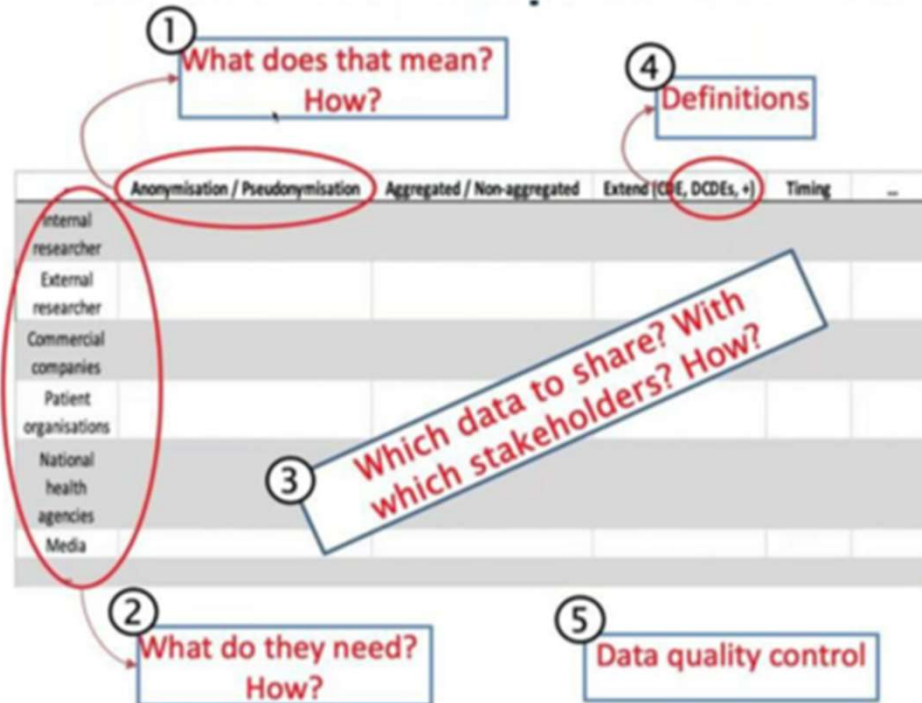 1
What does that mean?
How?
4
Definitions
Anonymisation / Pseudonymisation Aggregated / Non-aggregated Extend (CDE, DCDEs, +) Timing ...
Internal
researcher
External
researcher
Commercial
companies
Patient
organisations
National
health
agencies
Media
...
3
Which data to share? With
which stakeholders? How?
2
What do they need?
How?
5
Data quality control